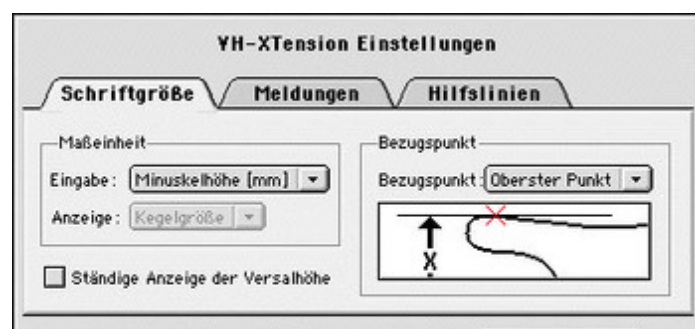 VH-XTension Einstellungen
Schriftgröße Meldungen Hilfslinien
Maßeinheit
Eingabe: Minuskelhöhe [mm]
Anzeige: Kegelgröße
Ständige Anzeige der Versalhöhe
Bezugspunkt
Bezugspunkt: Oberster Punkt
X